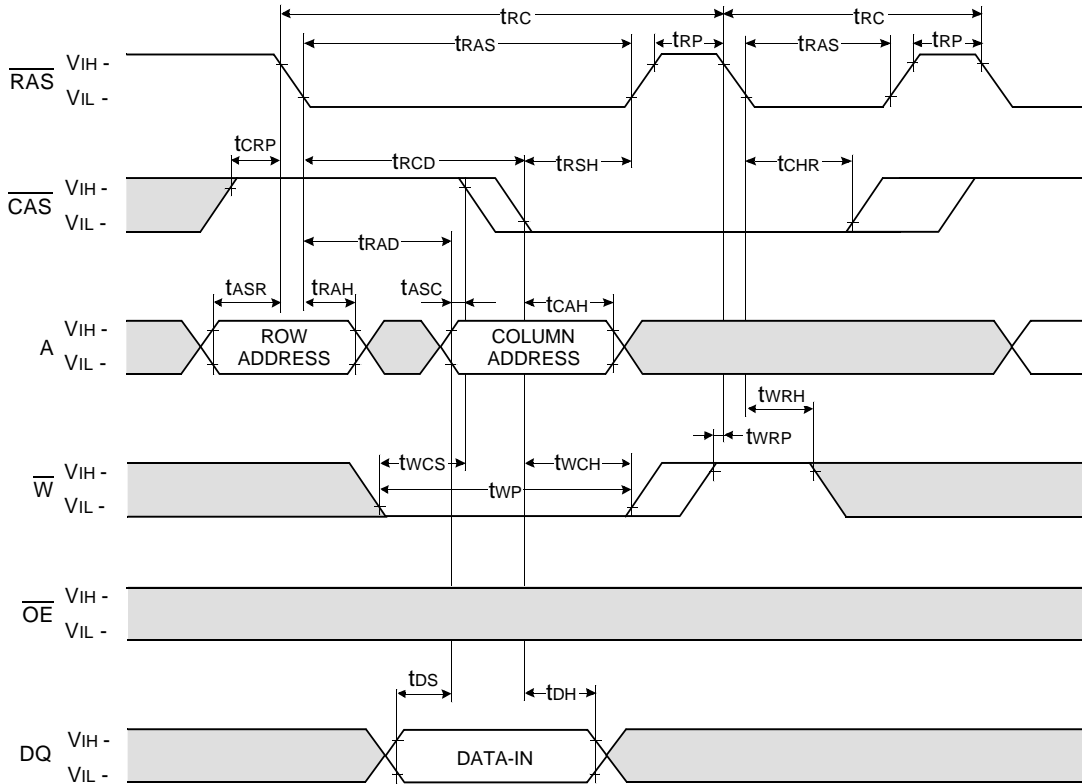 tRC tRC
tRAS tRP tRAS tRP
RAS VIH -
VIL -
tCRP tRCD tRSH tCHR
CAS VIH -
VIL -
tRAD
tASR tRAH tASC tCAH
A VIH -
VIL -
ROW
ADDRESS
COLUMN
ADDRESS
tWRH
tWRP
tWCS tWCH
W VIH -
VIL -
tWP
OE VIH -
VIL -
tDS tDH
DQ VIH -
VIL -
DATA-IN